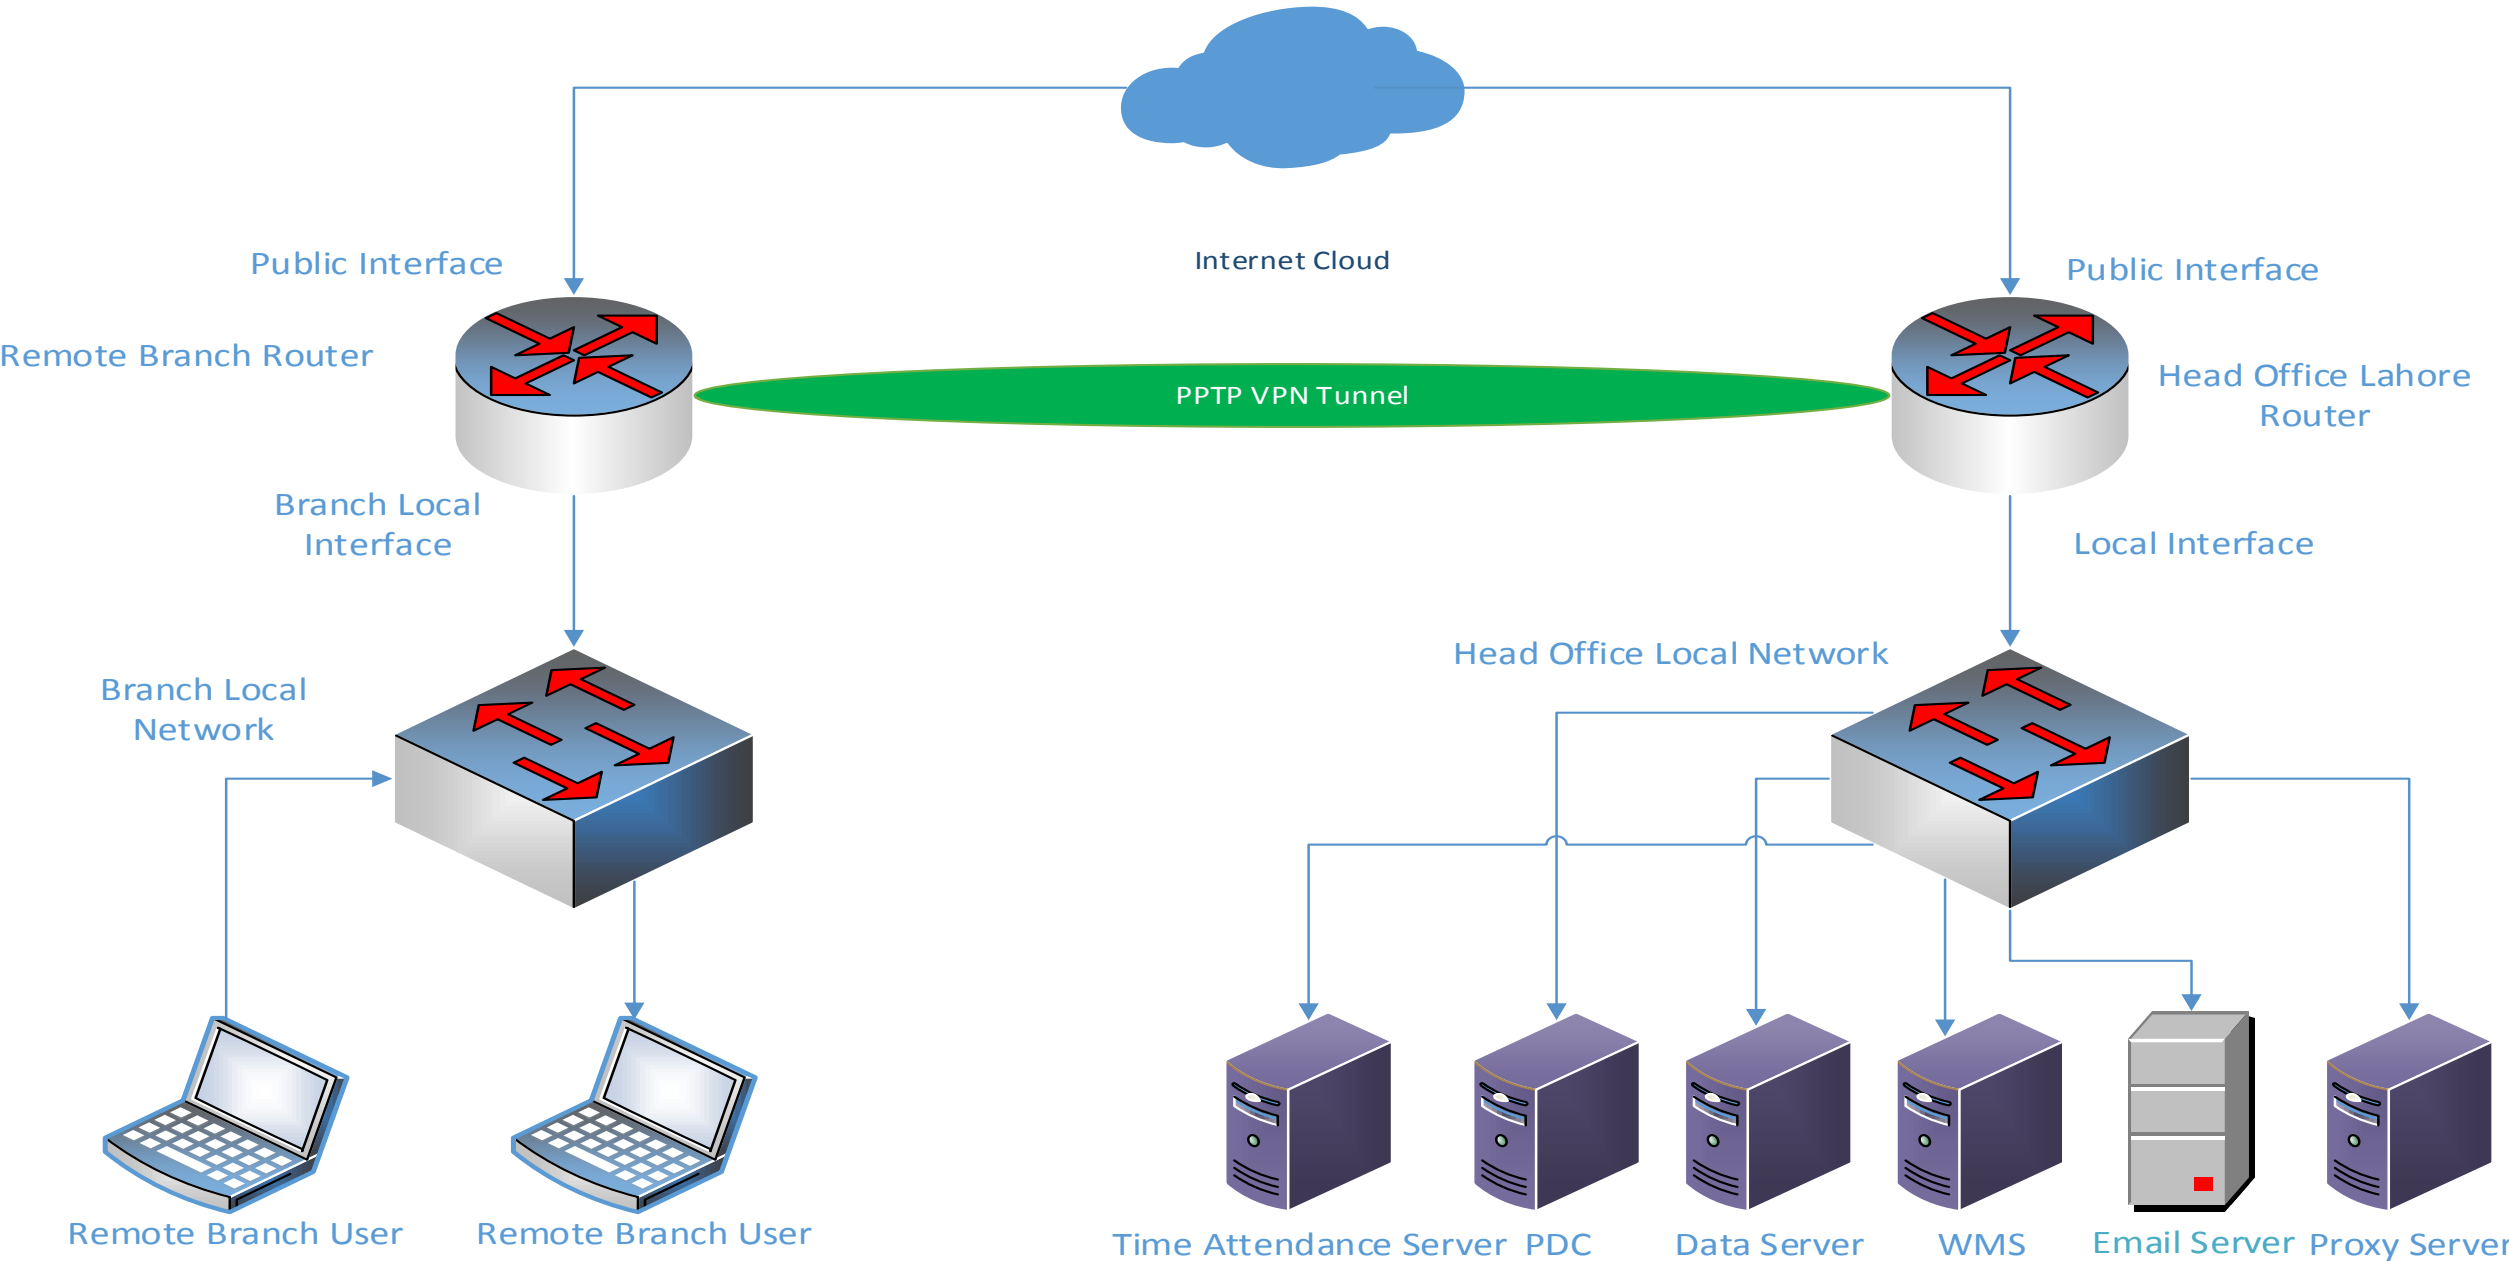 Public Interface
Internet Cloud
Public Interface
Remote Branch Router
PPTP VPN Tunnel
Head Office Lahore
Router
Branch Local
Interface
Local Interface
Head Office Local Network
Branch Local
Network
Remote Branch User
Remote Branch User
Time Attendance Server
PDC
Data Server
WMS
Email Server
Proxy Server